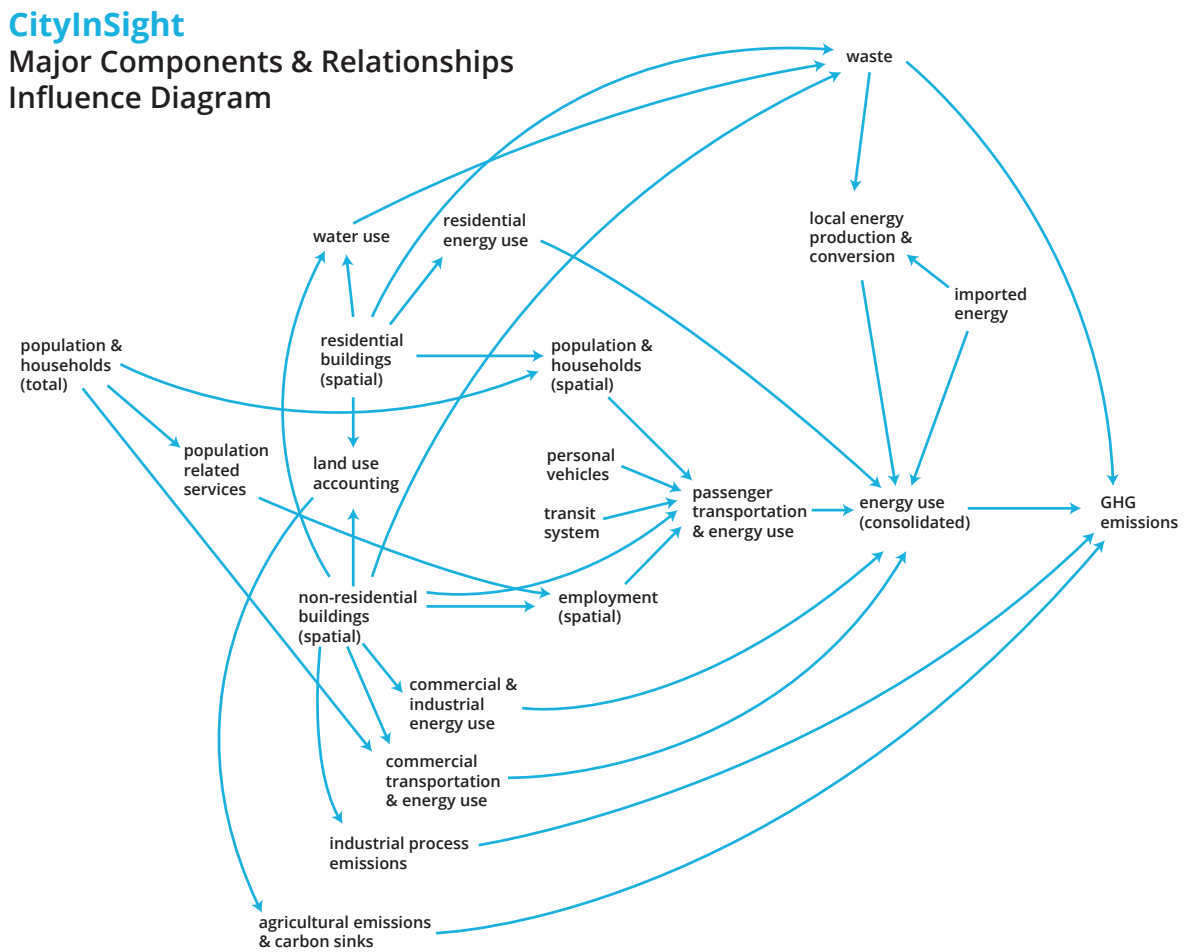 CityInSight
Major Components & Relationships
Influence Diagram
waste
water use
residential
energy use
local energy
production &
conversion
imported
energy
population &
households
(total)
residential
buildings
(spatial)
population &
households
(spatial)
population
related
services
land use
accounting
personal
vehicles
transit
system
passenger
transportation
& energy use
energy use
(consolidated)
GHG
emissions
non-residential
buildings
(spatial)
employment
(spatial)
commercial &
industrial
energy use
commercial
transportation
& energy use
industrial process
emissions
agricultural emissions
& carbon sinks